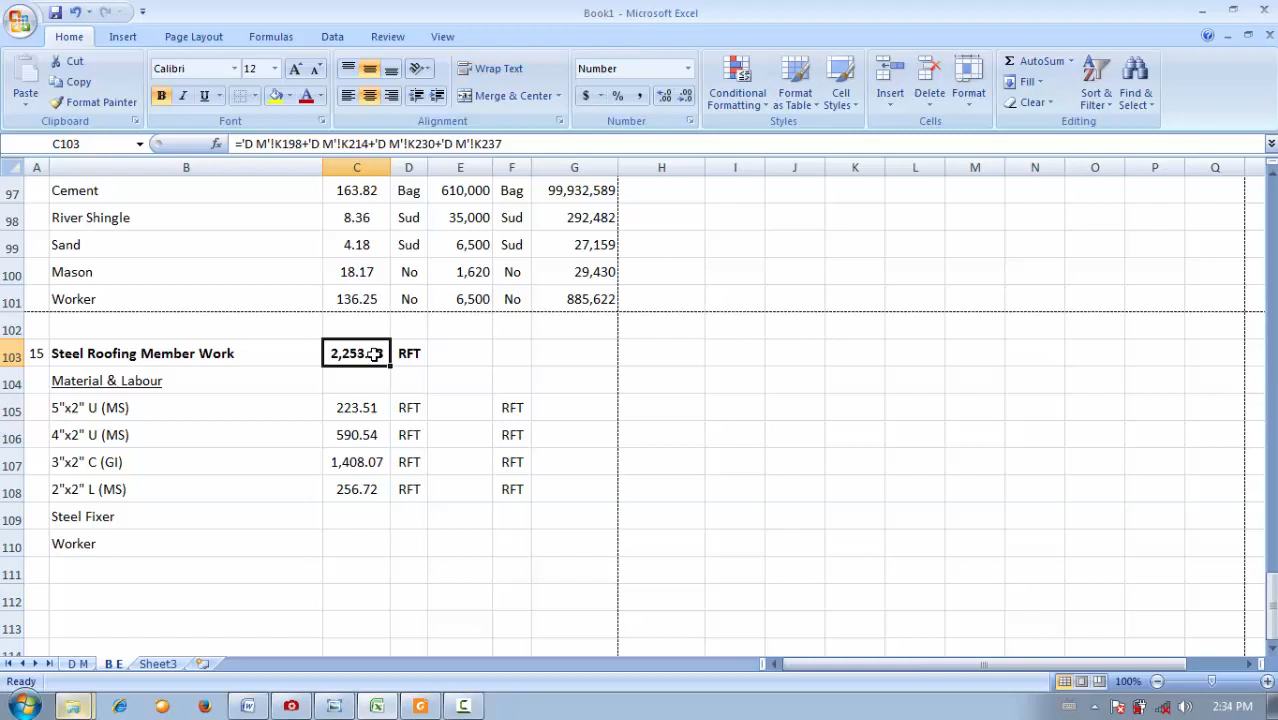 Book1 - Microsoft Excel
Home Insert Page Layout Formulas Data Review View
Paste
Cut
Copy
Format Painter
Clipboard
Calibri 12
B I U
Font
Wrap Text
Merge & Center
Alignment
Number
$ % ,
Number
Conditional Formatting
Format as Table
Cell Styles
Styles
Insert Delete Format
Cells
Σ AutoSum
Fill
Clear
Sort & Filter
Find & Select
Editing
C103 fx ='D M'!K198+'D M'!K214+'D M'!K230+'D M'!K237
A B C D E F G H I J K L M N O P Q
97 Cement 163.82 Bag 610,000 Bag 99,932,589
98 River Shingle 8.36 Sud 35,000 Sud 292,482
99 Sand 4.18 Sud 6,500 Sud 27,159
100 Mason 18.17 No 1,620 No 29,430
101 Worker 136.25 No 6,500 No 885,622
102
103 15 Steel Roofing Member Work RFT
104 Material & Labour
105 5"x2" U (MS) 223.51 RFT RFT
106 4"x2" U (MS) 590.54 RFT RFT
107 3"x2" C (GI) 1,408.07 RFT RFT
108 2"x2" L (MS) 256.72 RFT RFT
109 Steel Fixer
110 Worker
111
112
113
D M B E Sheet3
Ready 100%
2:34 PM